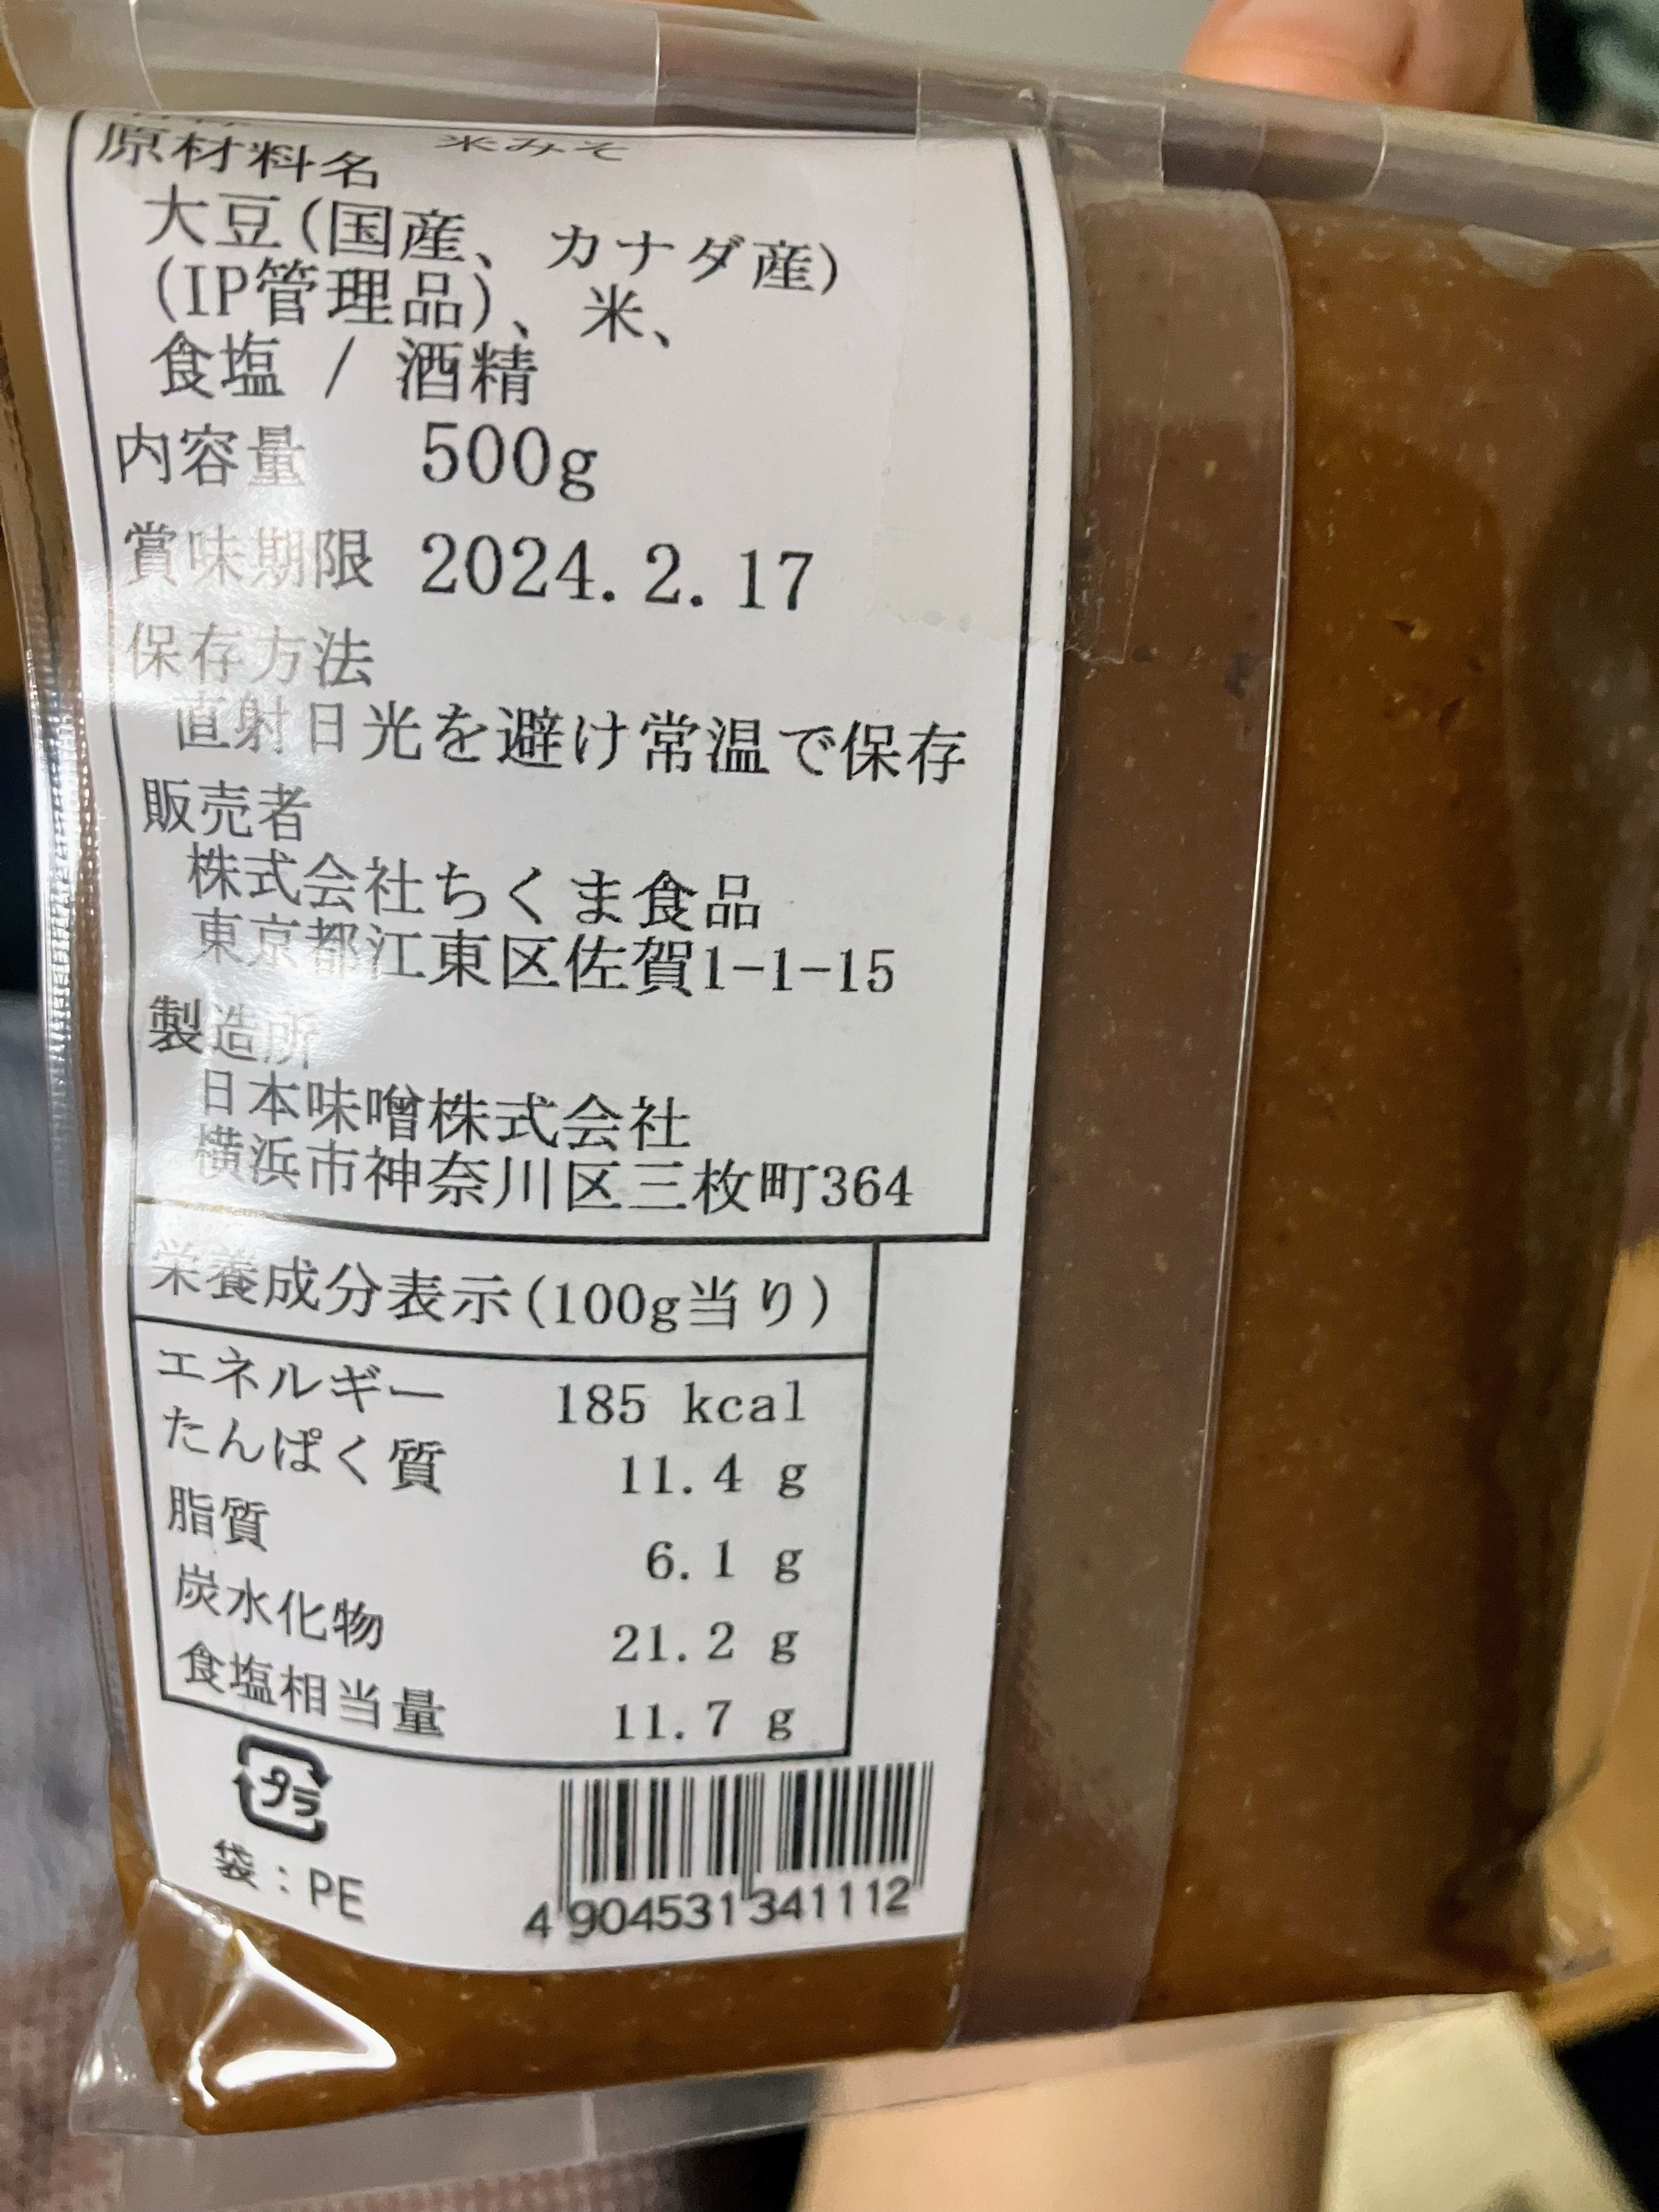 米みそ
原材料名
大豆(国産、カナダ産)
(IP管理品)、米、
食塩 / 酒精
内容量 500g
賞味期限 2024.2.17
保存方法
直射日光を避け常温で保存
販売者
株式会社ちくま食品
東京都江東区佐賀1-1-15
製造所
日本味噌株式会社
横浜市神奈川区三枚町364
栄養成分表示(100g当り)
エネルギー 185 kcal
たんぱく質 11.4 g
脂質 6.1 g
炭水化物 21.2 g
食塩相当量 11.7 g
プラ
袋:PE
4904531341112